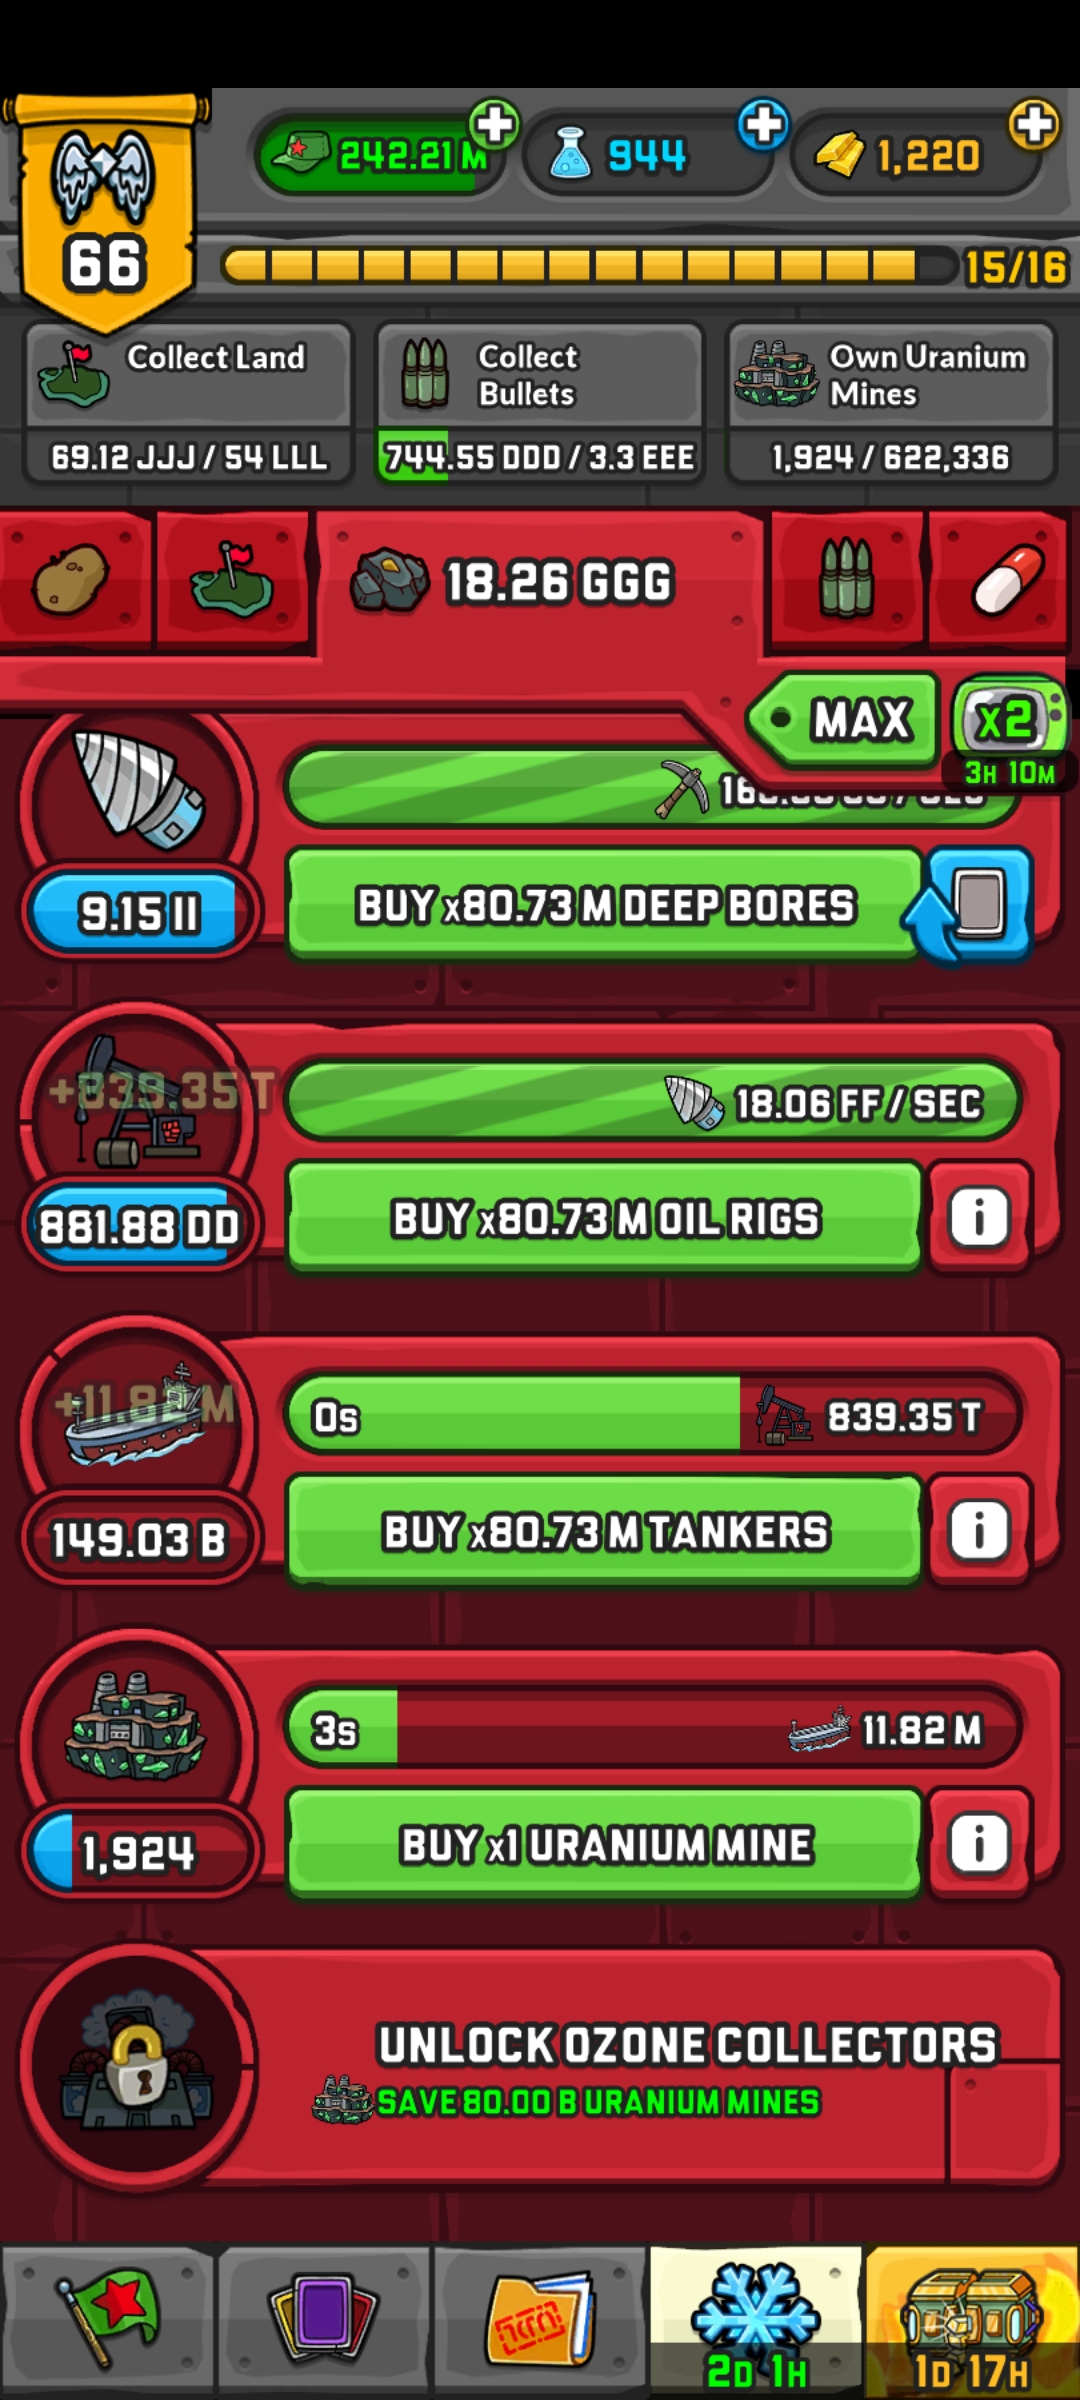 242.21 M
944
1,220
66
15/16
Collect Land
Collect
Bullets
Own Uranium
Mines
69.12 JJJ / 54 LLL
744.55 DDD / 3.3 EEE
1,924 / 622,336
18.26 GGG
MAX
x2
3H 10M
9.15 II
BUY x80.73 M DEEP BORES
+839.35 T
18.06 FF / SEC
881.88 DD
BUY x80.73 M OIL RIGS
i
+11.82 M
0s
839.35 T
149.03 B
BUY x80.73 M TANKERS
i
3s
11.82 M
1,924
BUY x1 URANIUM MINE
i
UNLOCK OZONE COLLECTORS
SAVE 80.00 B URANIUM MINES
2D 1H
1D 17H